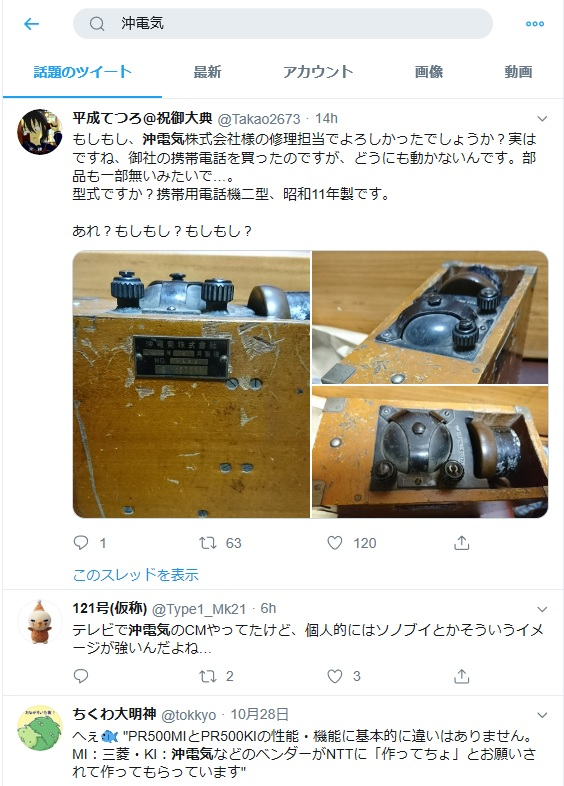 沖電気
話題のツイート 最新 アカウント 画像 動画
平成てつろ@祝御大典 @Takao2673 · 14h
もしもし、沖電気株式会社様の修理担当でよろしかったでしょうか？実は
ですね、御社の携帯電話を買ったのですが、どうにも動かないんです。部
品も一部無いみたいで…。
型式ですか？携帯用電話機二型、昭和11年製です。
あれ？もしもし？もしもし？
沖電氣株式會社
1 63 120
このスレッドを表示
121号(仮称) @Type1_Mk21 · 6h
テレビで沖電気のCMやってたけど、個人的にはソノブイとかそういうイメ
ージが強いんだよね…
2 3
ちくわ大明神 @tokkyo · 10月28日
へぇ🐟 "PR500MIとPR500KIの性能・機能に基本的に違いはありません。
MI：三菱・KI：沖電気などのベンダーがNTTに「作ってちょ」とお願いさ
れて作ってもらっています"